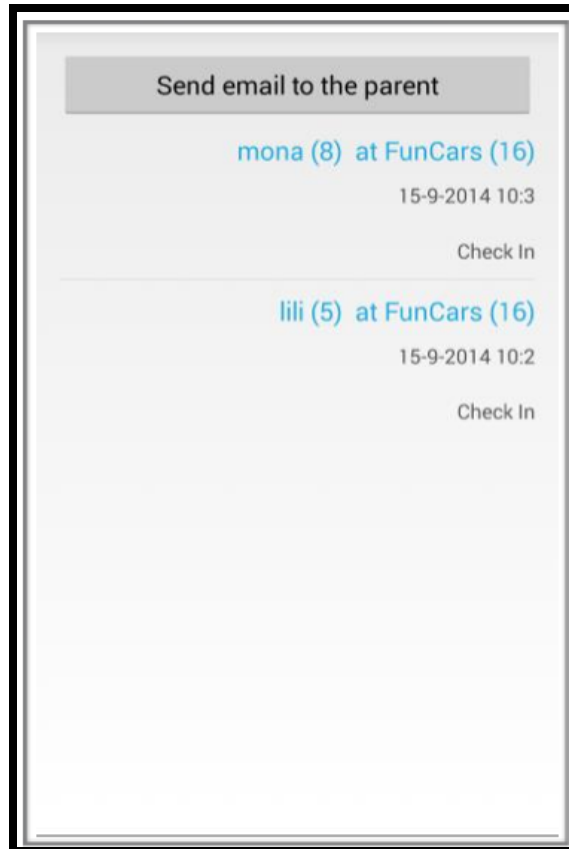 Send email to the parent
mona (8)  at FunCars (16)
15-9-2014 10:3
Check In
lili (5)  at FunCars (16)
15-9-2014 10:2
Check In